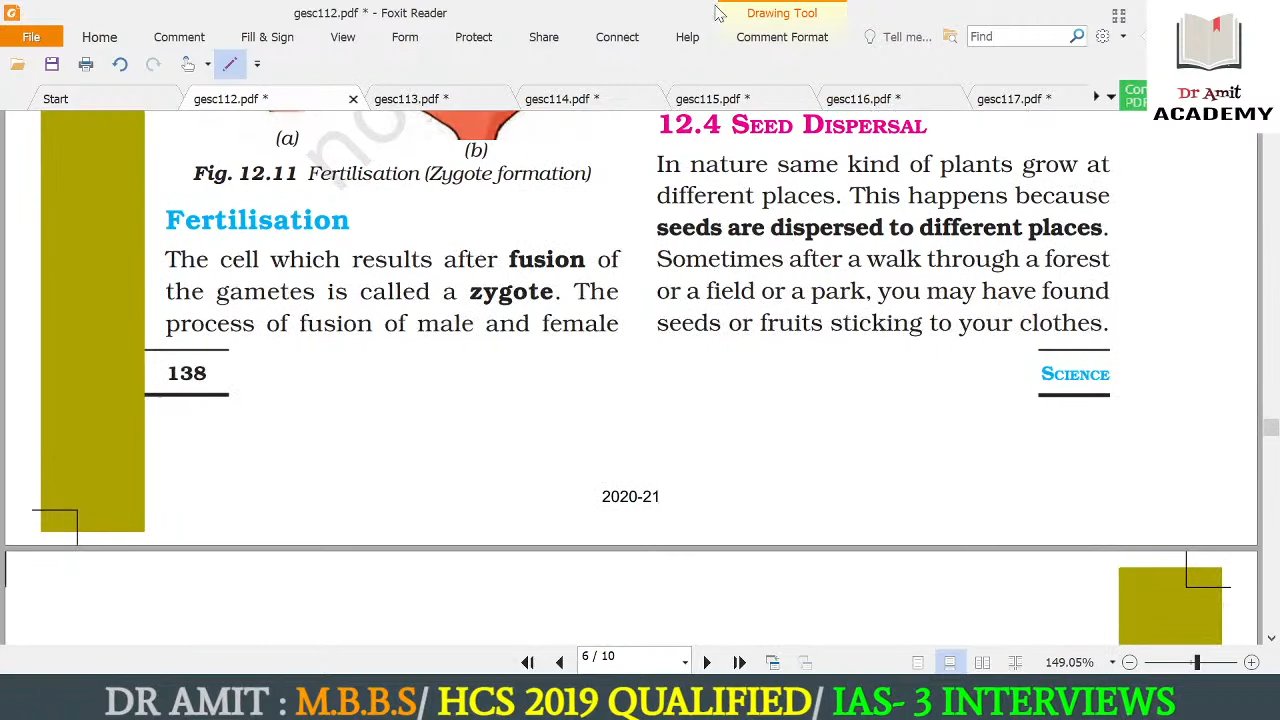 gesc112.pdf * - Foxit Reader
Drawing Tool
File Home Comment Fill & Sign View Form Protect Share Connect Help Comment Format Tell me... Find
Start gesc112.pdf * gesc113.pdf * gesc114.pdf * gesc115.pdf * gesc116.pdf * gesc117.pdf *
Dr Amit
ACADEMY
(a)
(b)
Fig. 12.11 Fertilisation (Zygote formation)
Fertilisation
The cell which results after fusion of
the gametes is called a zygote. The
process of fusion of male and female
138
12.4 SEED DISPERSAL
In nature same kind of plants grow at
different places. This happens because
seeds are dispersed to different places.
Sometimes after a walk through a forest
or a field or a park, you may have found
seeds or fruits sticking to your clothes.
SCIENCE
2020-21
6 / 10
149.05%
DR AMIT : M.B.B.S/ HCS 2019 QUALIFIED/ IAS- 3 INTERVIEWS